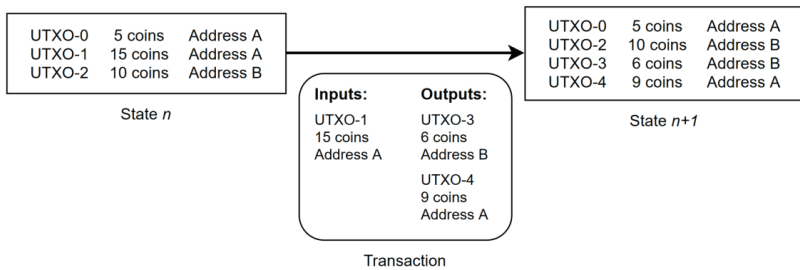 UTXO-0 5 coins Address A
UTXO-1 15 coins Address A
UTXO-2 10 coins Address B
State n
Inputs:
UTXO-1
15 coins
Address A
Outputs:
UTXO-3
6 coins
Address B
UTXO-4
9 coins
Address A
Transaction
UTXO-0 5 coins Address A
UTXO-2 10 coins Address B
UTXO-3 6 coins Address B
UTXO-4 9 coins Address A
State n+1